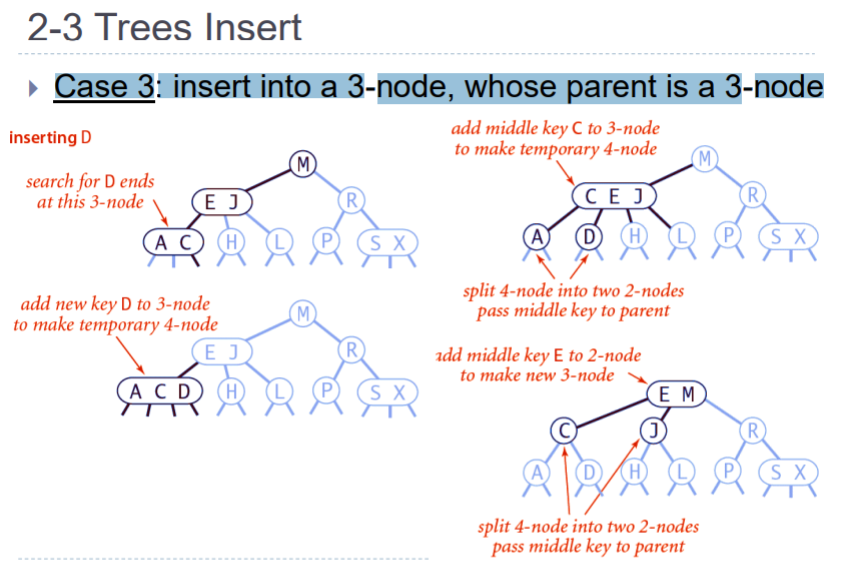 2-3 Trees Insert
Case 3: insert into a 3-node, whose parent is a 3-node
inserting D
search for D ends
at this 3-node
M
E J
R
A C
H
L
P
S X
add new key D to 3-node
to make temporary 4-node
M
E J
R
A C D
H
L
P
S X
add middle key C to 3-node
to make temporary 4-node
M
C E J
R
A
D
H
L
P
S X
split 4-node into two 2-nodes
pass middle key to parent
add middle key E to 2-node
to make new 3-node
E M
C
J
R
A
D
H
L
P
S X
split 4-node into two 2-nodes
pass middle key to parent